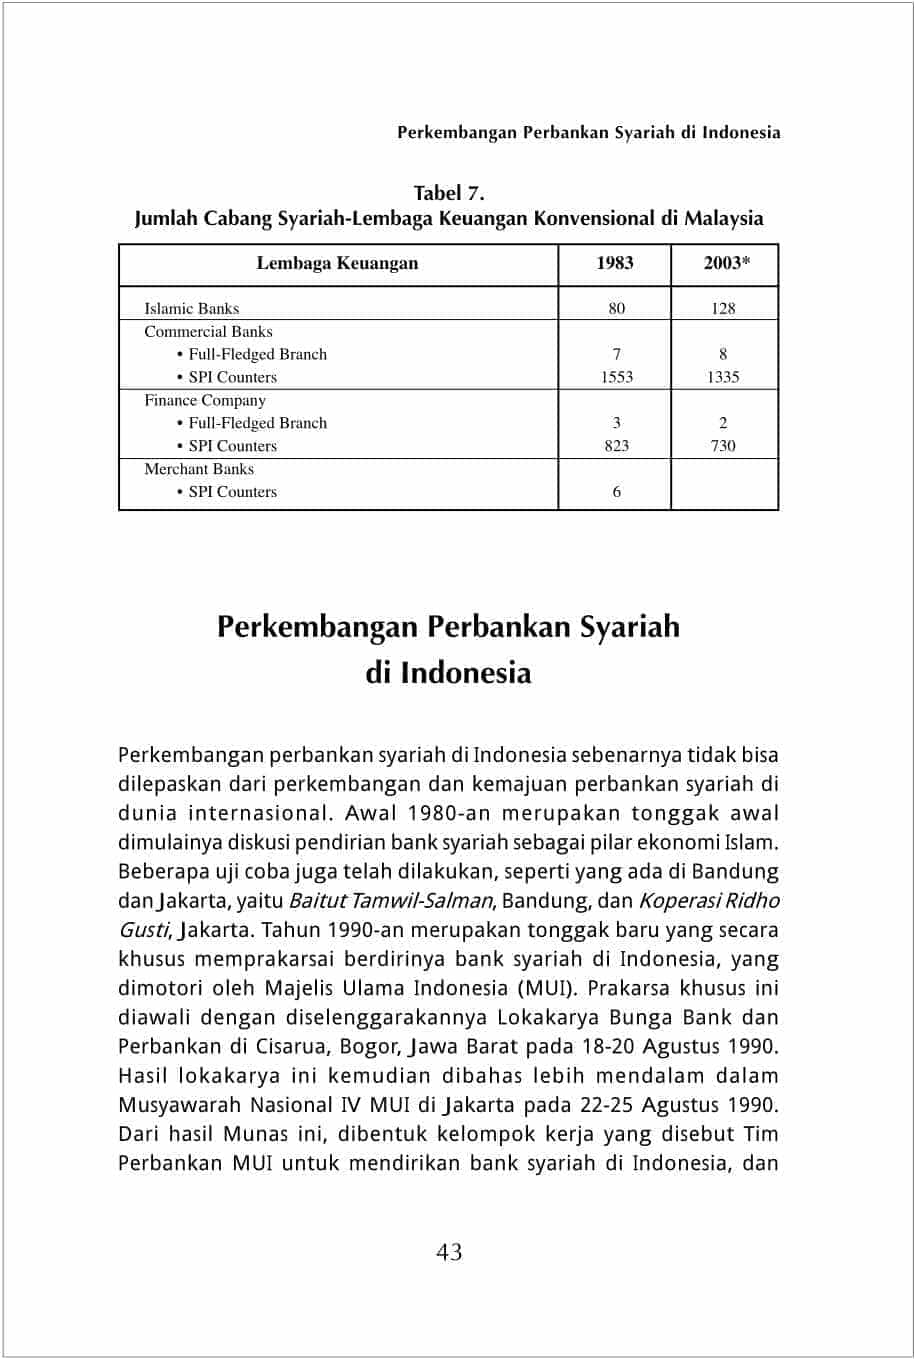 Perkembangan Perbankan Syariah di Indonesia
Tabel 7.
Jumlah Cabang Syariah-Lembaga Keuangan Konvensional di Malaysia
Lembaga Keuangan 1983 2003*
Islamic Banks 80 128
Commercial Banks
• Full-Fledged Branch 7 8
• SPI Counters 1553 1335
Finance Company
• Full-Fledged Branch 3 2
• SPI Counters 823 730
Merchant Banks
• SPI Counters 6
Perkembangan Perbankan Syariah
di Indonesia
Perkembangan perbankan syariah di Indonesia sebenarnya tidak bisa
dilepaskan dari perkembangan dan kemajuan perbankan syariah di
dunia internasional. Awal 1980-an merupakan tonggak awal
dimulainya diskusi pendirian bank syariah sebagai pilar ekonomi Islam.
Beberapa uji coba juga telah dilakukan, seperti yang ada di Bandung
dan Jakarta, yaitu Baitut Tamwil-Salman, Bandung, dan Koperasi Ridho
Gusti, Jakarta. Tahun 1990-an merupakan tonggak baru yang secara
khusus memprakarsai berdirinya bank syariah di Indonesia, yang
dimotori oleh Majelis Ulama Indonesia (MUI). Prakarsa khusus ini
diawali dengan diselenggarakannya Lokakarya Bunga Bank dan
Perbankan di Cisarua, Bogor, Jawa Barat pada 18-20 Agustus 1990.
Hasil lokakarya ini kemudian dibahas lebih mendalam dalam
Musyawarah Nasional IV MUI di Jakarta pada 22-25 Agustus 1990.
Dari hasil Munas ini, dibentuk kelompok kerja yang disebut Tim
Perbankan MUI untuk mendirikan bank syariah di Indonesia, dan
43